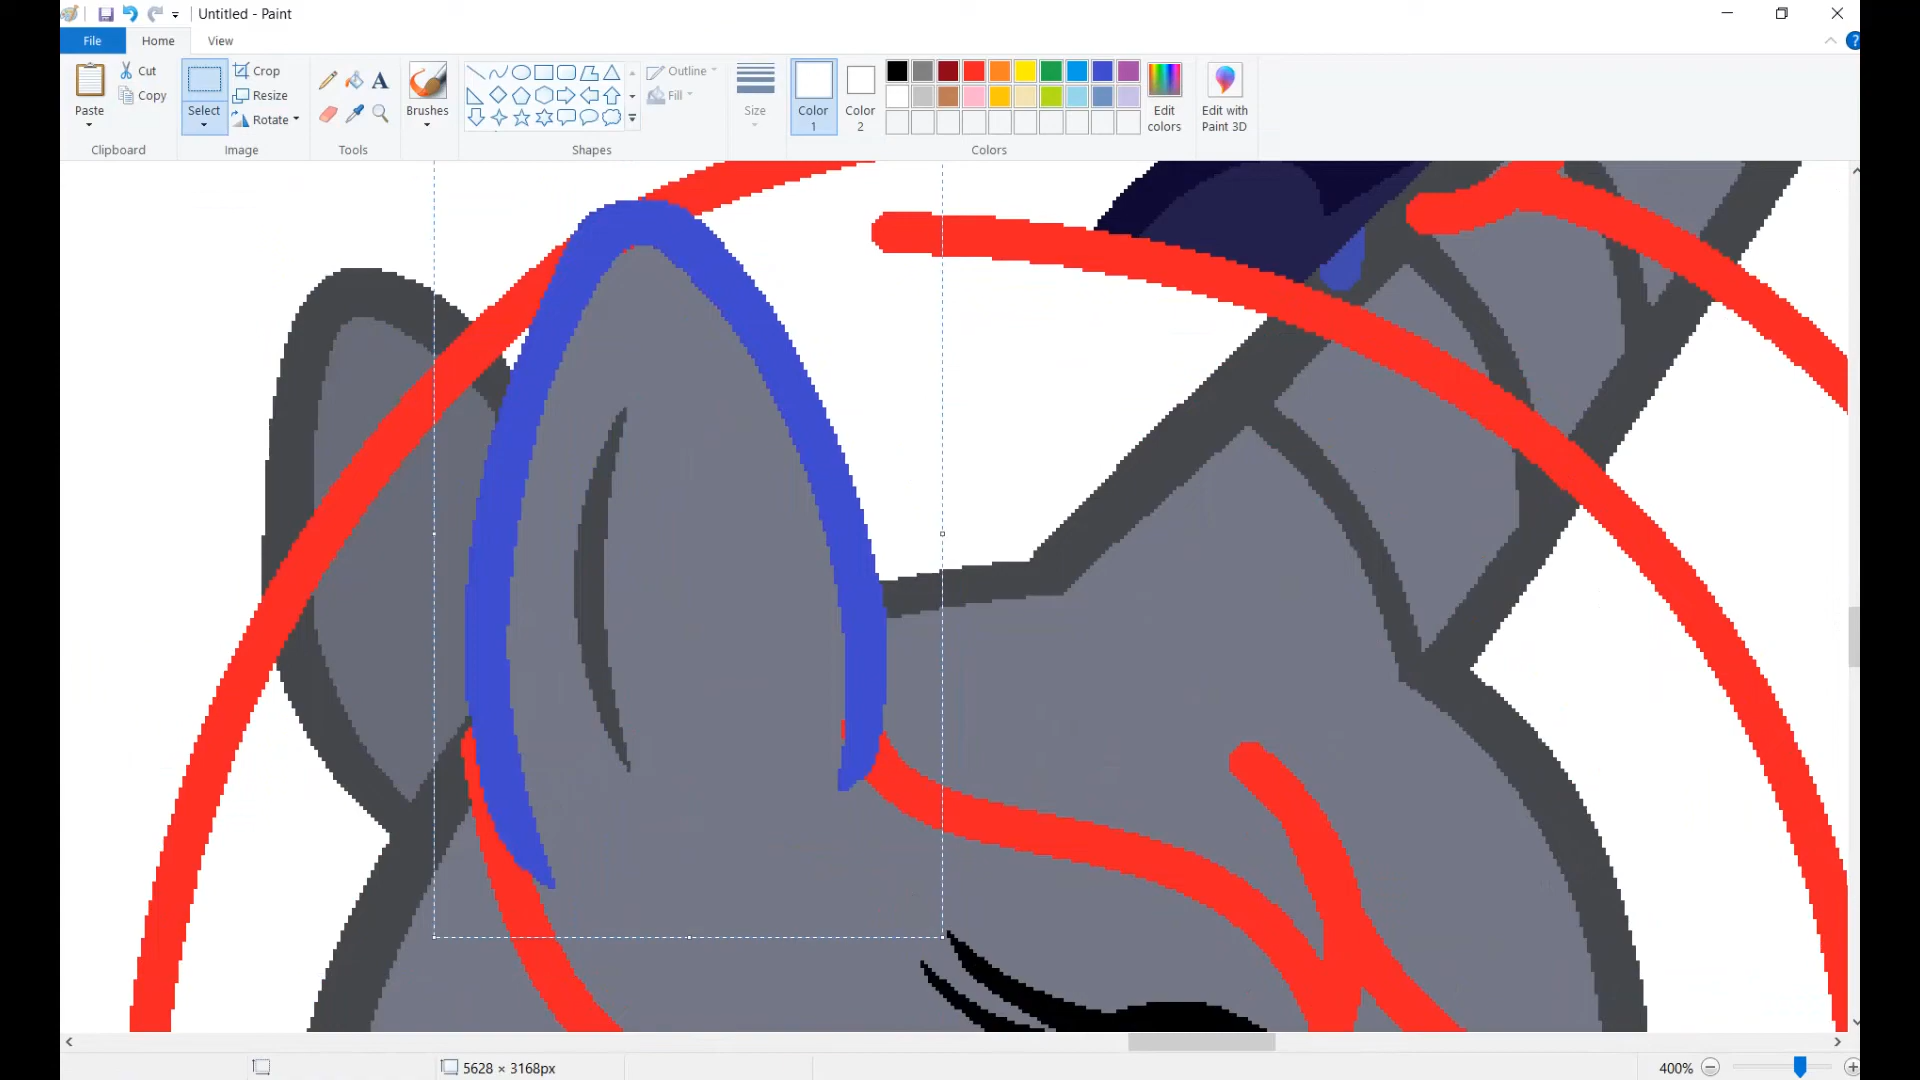 Untitled - Paint
File Home View
Paste
Cut
Copy
Clipboard
Select
Crop
Resize
Rotate
Image
A
Tools
Brushes
Shapes
Outline
Fill
Size
Color 1
Color 2
Colors
Edit colors
Edit with Paint 3D
?
5628 × 3168px
400%